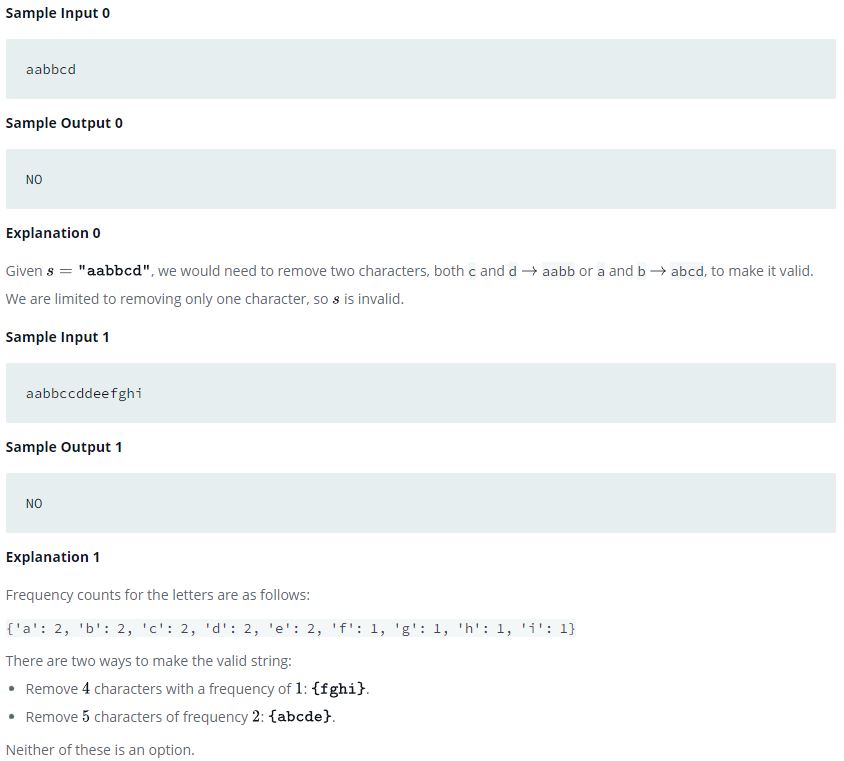 Sample Input 0
aabbcd
Sample Output 0
NO
Explanation 0
Given s = "aabbcd", we would need to remove two characters, both c and d → aabb or a and b → abcd, to make it valid.
We are limited to removing only one character, so s is invalid.
Sample Input 1
aabbccddeefghi
Sample Output 1
NO
Explanation 1
Frequency counts for the letters are as follows:
{'a': 2, 'b': 2, 'c': 2, 'd': 2, 'e': 2, 'f': 1, 'g': 1, 'h': 1, 'i': 1}
There are two ways to make the valid string:
• Remove 4 characters with a frequency of 1: {fghi}.
• Remove 5 characters of frequency 2: {abcde}.
Neither of these is an option.